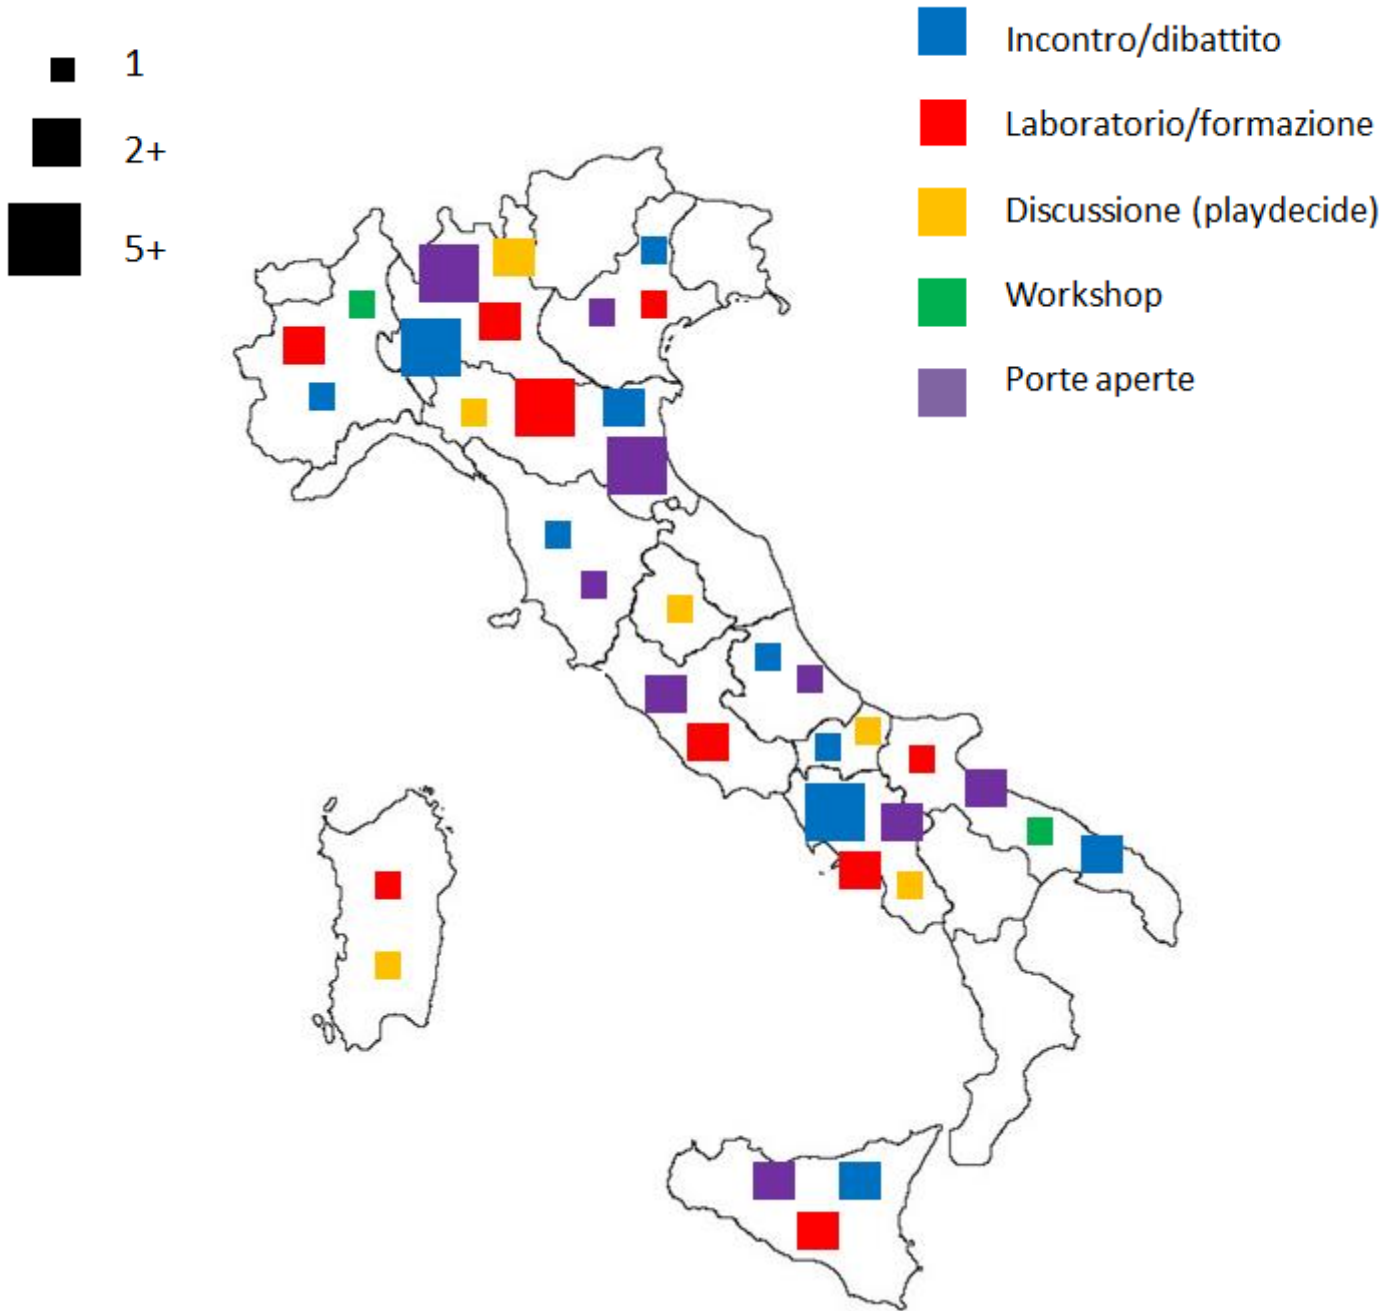 1
2+
5+
Incontro/dibattito
Laboratorio/formazione
Discussione (playdecide)
Workshop
Porte aperte